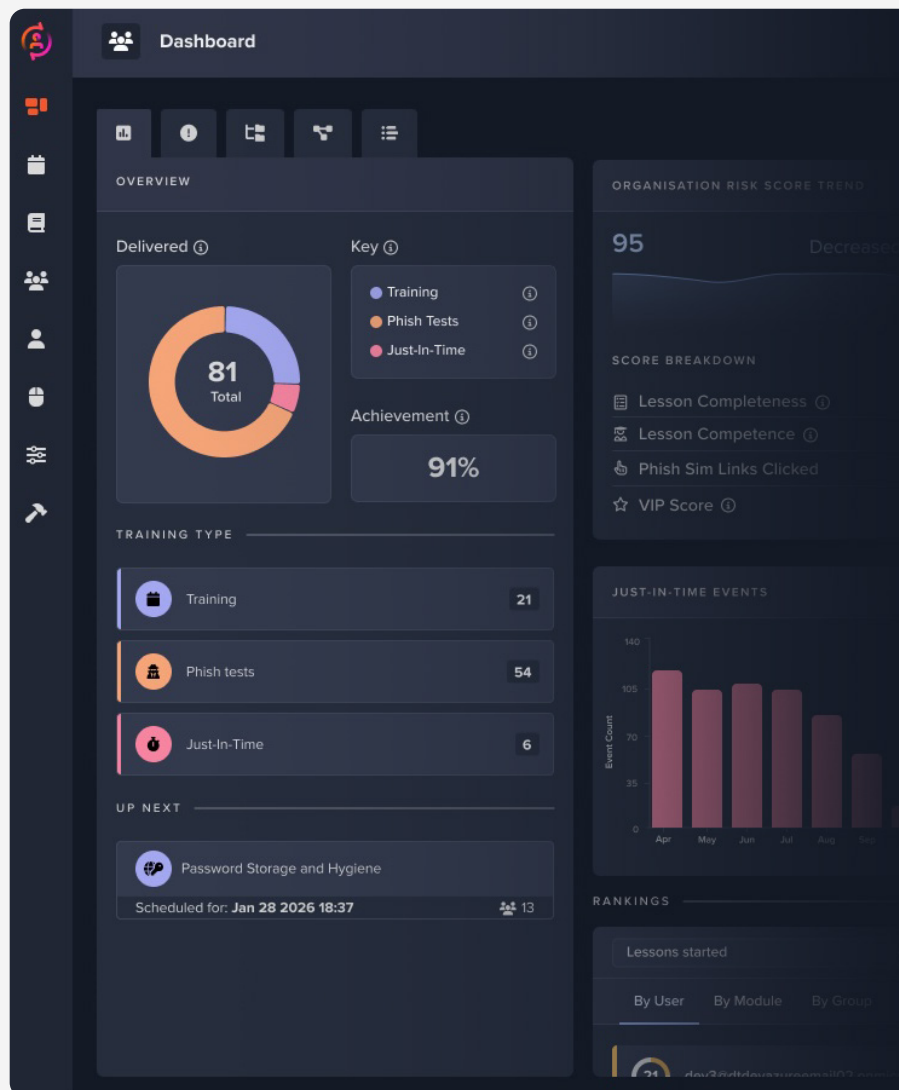 Dashboard
OVERVIEW
Delivered
Key
Training
Phish Tests
Just-In-Time
81
Total
Achievement
91%
TRAINING TYPE
Training
21
Phish tests
54
Just-In-Time
6
UP NEXT
Password Storage and Hygiene
Scheduled for: Jan 28 2026 18:37
13
ORGANISATION RISK SCORE TREND
95
Decreased
SCORE BREAKDOWN
Lesson Completeness
Lesson Competence
Phish Sim Links Clicked
VIP Score
JUST-IN-TIME EVENTS
140
105
70
35
0
Event Count
Apr May Jun Jul Aug Sep
RANKINGS
Lessons started
By User By Module By Group
21